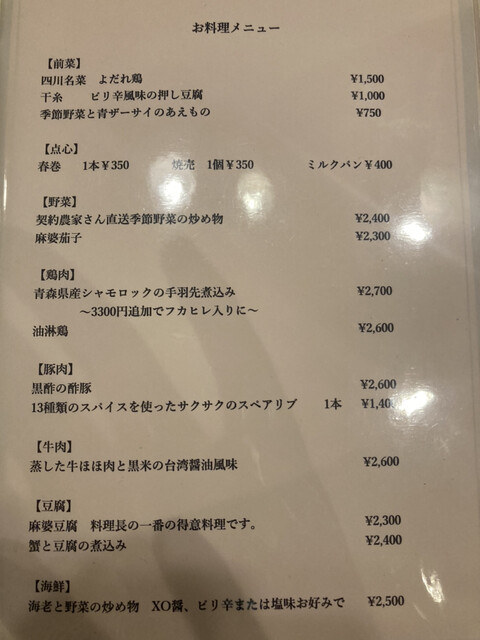 お料理メニュー
【前菜】
四川名菜 よだれ鶏 ¥1,500
干糸 ピリ辛風味の押し豆腐 ¥1,000
季節野菜と青ザーサイのあえもの ¥750
【点心】
春巻 1本¥350 焼売 1個¥350 ミルクパン¥400
【野菜】
契約農家さん直送季節野菜の炒め物 ¥2,400
麻婆茄子 ¥2,300
【鶏肉】
青森県産シャモロックの手羽先煮込み ¥2,700
～3300円追加でフカヒレ入りに～
油淋鶏 ¥2,600
【豚肉】
黒酢の酢豚 ¥2,600
13種類のスパイスを使ったサクサクのスペアリブ 1本 ¥1,400
【牛肉】
蒸した牛ほほ肉と黒米の台湾醤油風味 ¥2,600
【豆腐】
麻婆豆腐 料理長の一番の得意料理です。 ¥2,300
蟹と豆腐の煮込み ¥2,400
【海鮮】
海老と野菜の炒め物 XO醤、ピリ辛または塩味お好みで ¥2,500